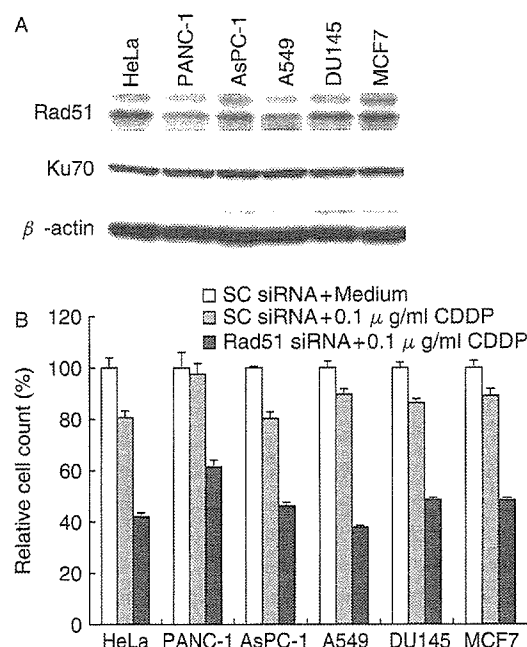 A
HeLa
PANC-1
AsPC-1
A549
DU145
MCF7
Rad51
Ku70
β -actin
B
SC siRNA+Medium
SC siRNA+0.1 μ g/ml CDDP
Rad51 siRNA+0.1 μ g/ml CDDP
Relative cell count (%)
120
100
80
60
40
20
0
HeLa PANC-1 AsPC-1 A549 DU145 MCF7